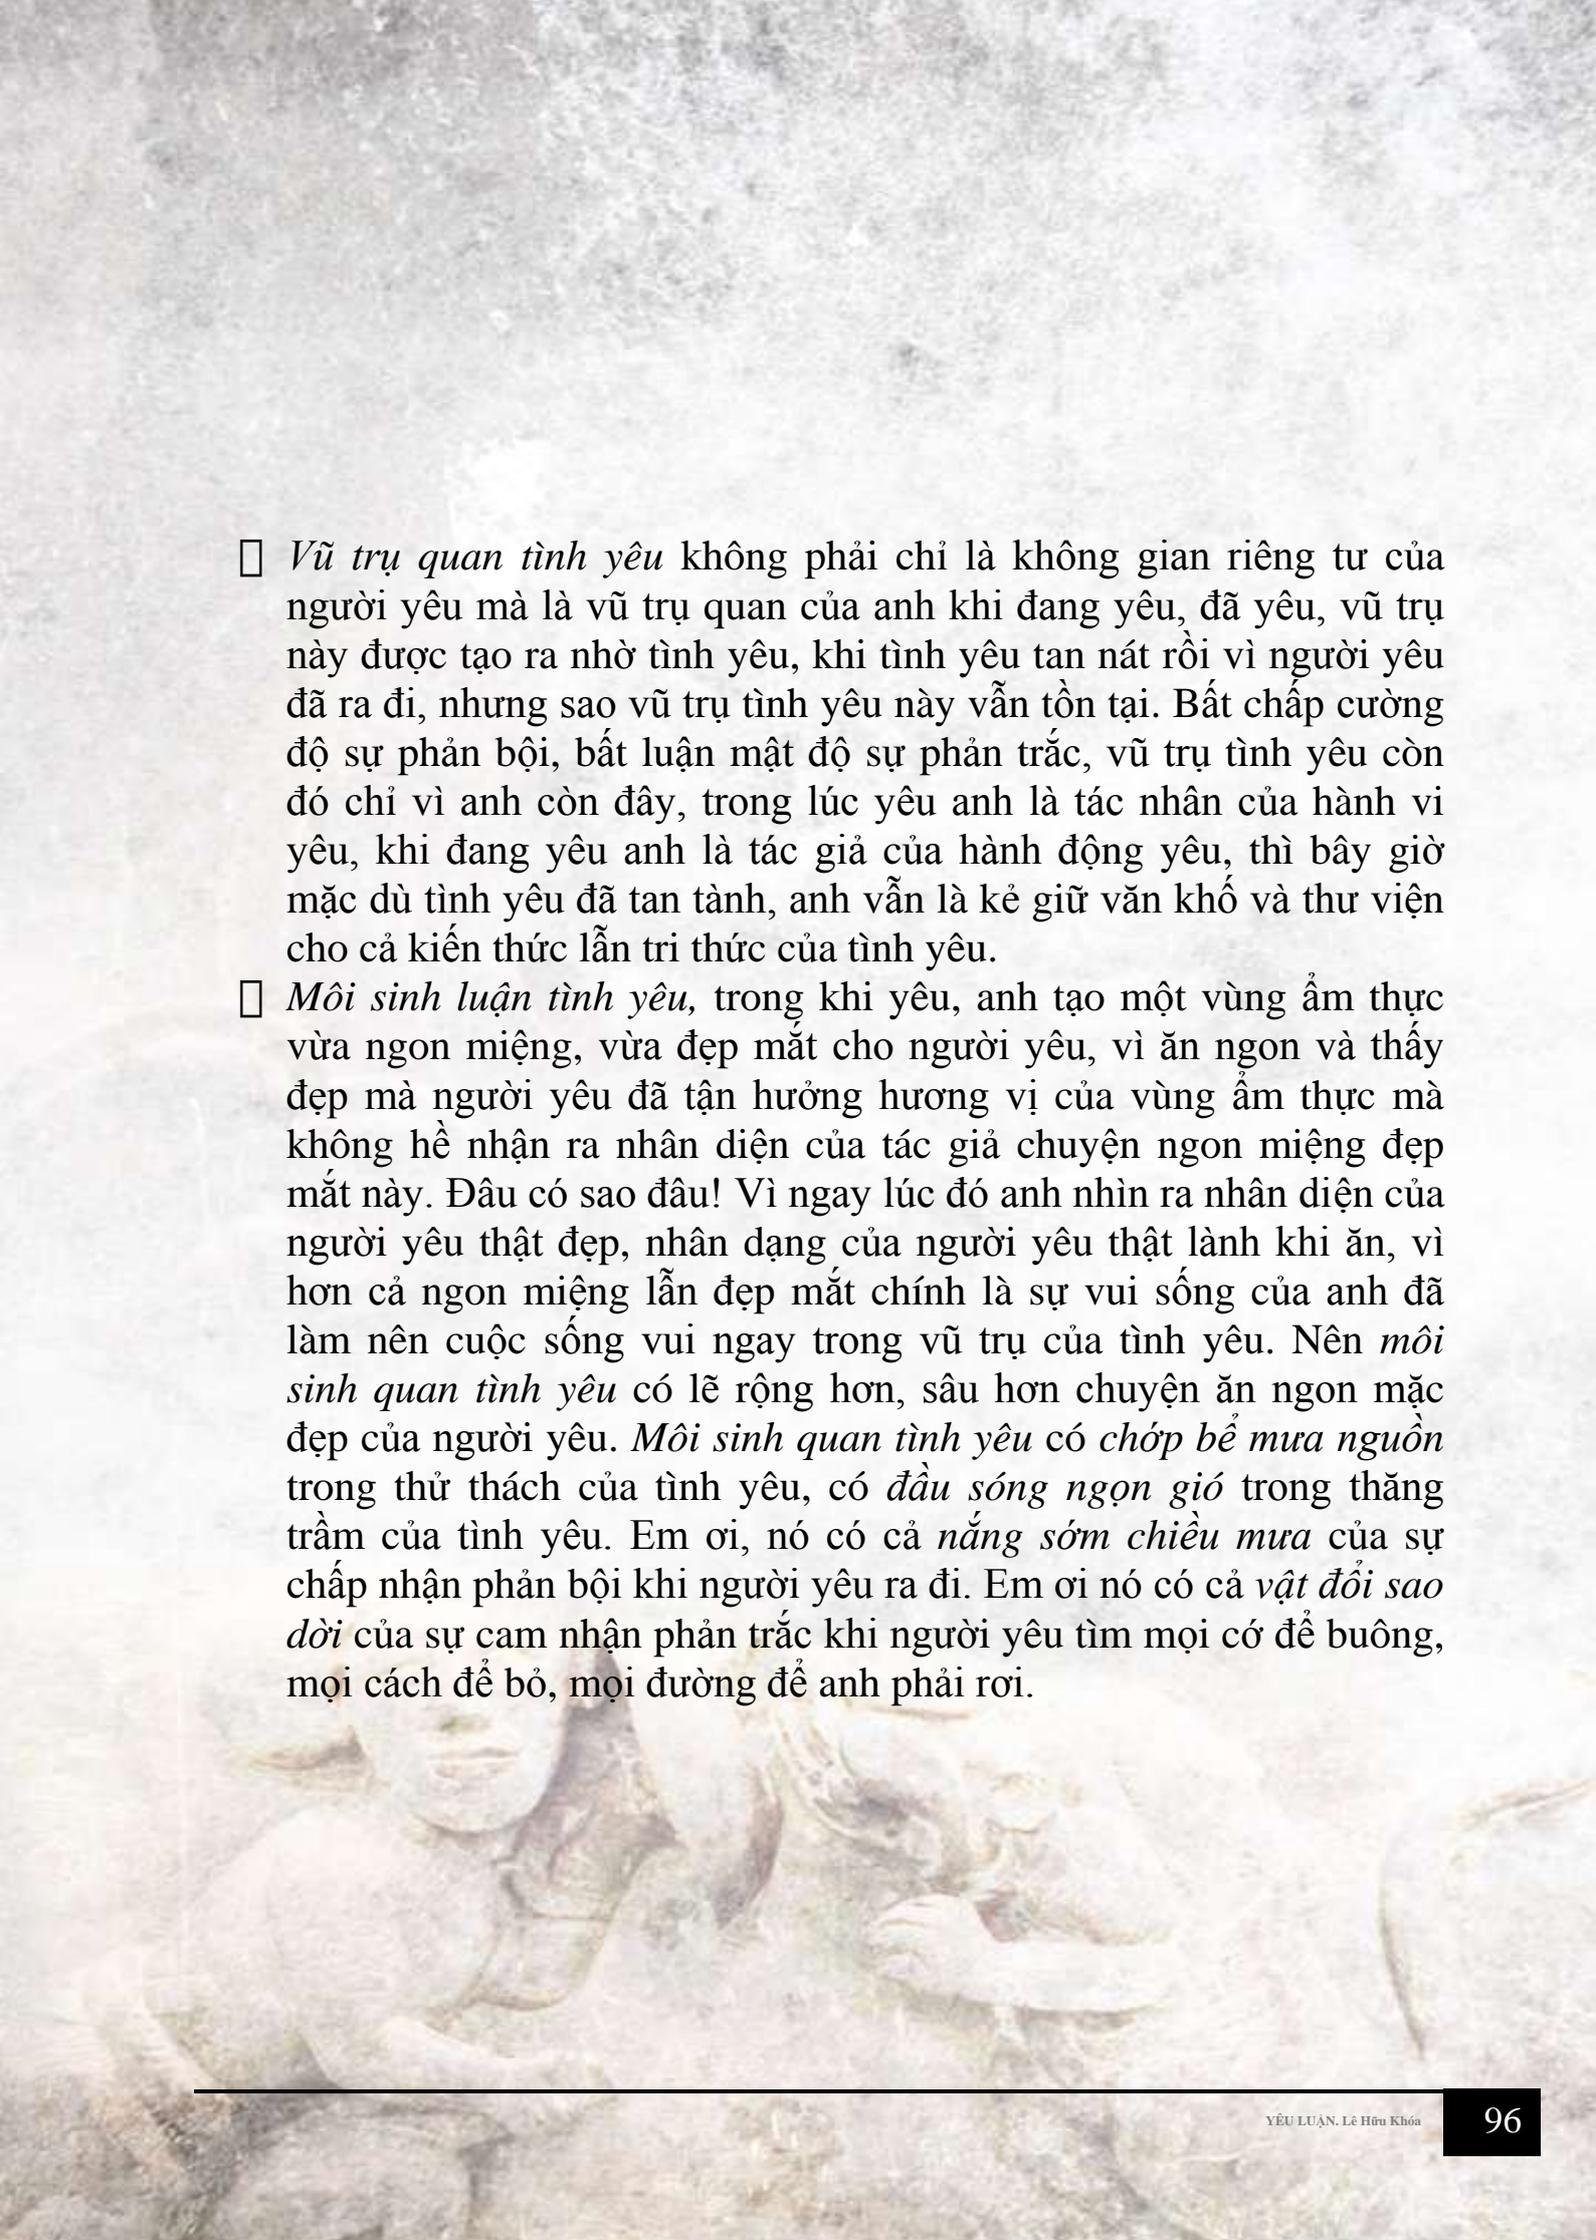 Vũ trụ quan tình yêu không phải chỉ là không gian riêng tư của
người yêu mà là vũ trụ quan của anh khi đang yêu, đã yêu, vũ trụ
này được tạo ra nhờ tình yêu, khi tình yêu tan nát rồi vì người yêu
đã ra đi, nhưng sao vũ trụ tình yêu này vẫn tồn tại. Bất chấp cường
độ sự phản bội, bất luận mật độ sự phản trắc, vũ trụ tình yêu còn
đó chỉ vì anh còn đây, trong lúc yêu anh là tác nhân của hành vi
yêu, khi đang yêu anh là tác giả của hành động yêu, thì bây giờ
mặc dù tình yêu đã tan tành, anh vẫn là kẻ giữ văn khố và thư viện
cho cả kiến thức lẫn tri thức của tình yêu.
Môi sinh luận tình yêu, trong khi yêu, anh tạo một vùng ẩm thực
vừa ngon miệng, vừa đẹp mắt cho người yêu, vì ăn ngon và thấy
đẹp mà người yêu đã tận hưởng hương vị của vùng ẩm thực mà
không hề nhận ra nhân diện của tác giả chuyện ngon miệng đẹp
mắt này. Đâu có sao đâu! Vì ngay lúc đó anh nhìn ra nhân diện của
người yêu thật đẹp, nhân dạng của người yêu thật lành khi ăn, vì
hơn cả ngon miệng lẫn đẹp mắt chính là sự vui sống của anh đã
làm nên cuộc sống vui ngay trong vũ trụ của tình yêu. Nên môi
sinh quan tình yêu có lẽ rộng hơn, sâu hơn chuyện ăn ngon mặc
đẹp của người yêu. Môi sinh quan tình yêu có chớp bể mưa nguồn
trong thử thách của tình yêu, có đầu sóng ngọn gió trong thăng
trầm của tình yêu. Em ơi, nó có cả nắng sớm chiều mưa của sự
chấp nhận phản bội khi người yêu ra đi. Em ơi nó có cả vật đổi sao
dời của sự cam nhận phản trắc khi người yêu tìm mọi cớ để buông,
mọi cách để bỏ, mọi đường để anh phải rơi.
YÊU LUẬN. Lê Hữu Khóa
96